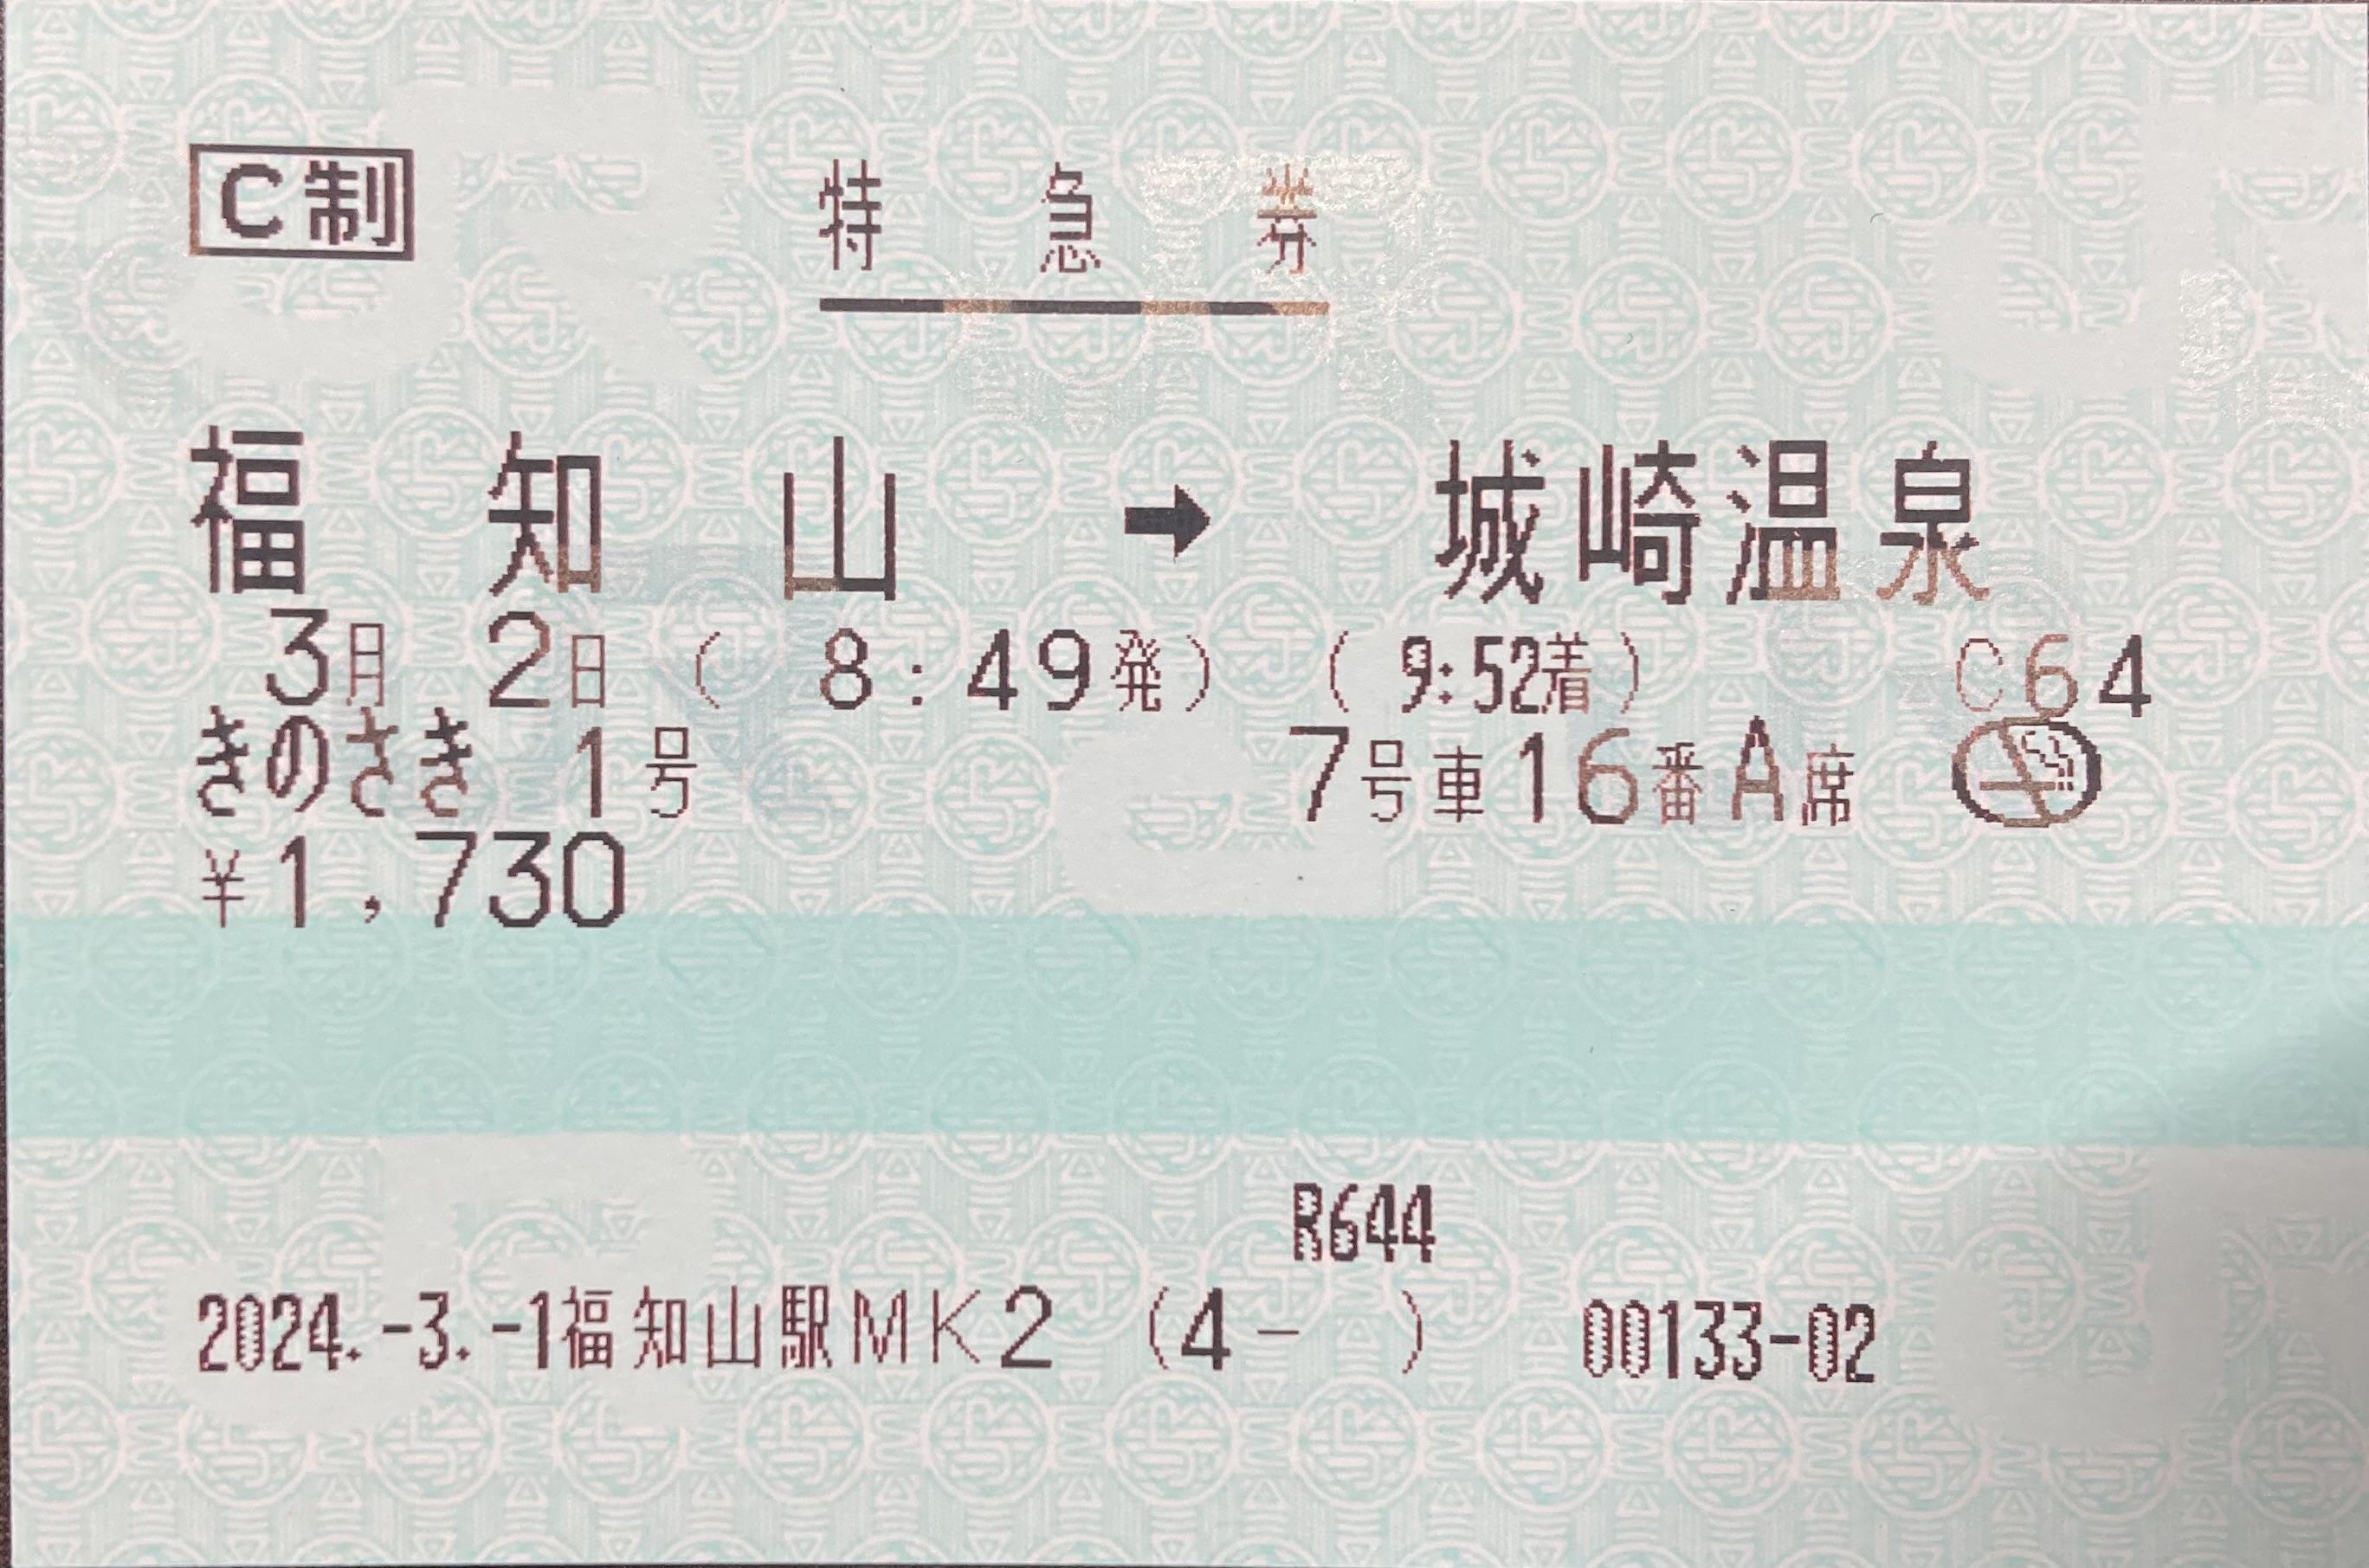 C制 特急券
福知山➡城崎温泉
3月2日(8:49発)(9:52着) C64
きのさき1号 7号車16番A席
¥1,730
R644
2024.-3.-1福知山駅MK2 (4- ) 00133-02